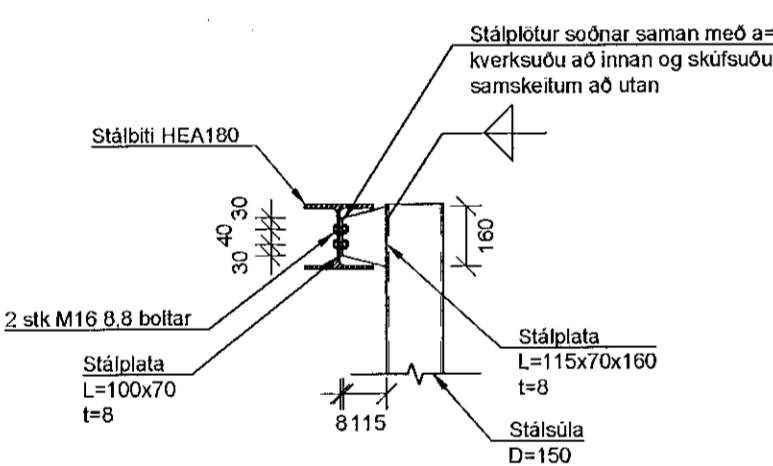 Stálplötur soðnar saman með a=
kverksuðu að innan og skúfsuðu
samskeitum að utan
Stálbiti HEA180
30
40
30
160
2 stk M16 8,8 boltar
Stálplata
L=100x70
t=8
8 115
Stálplata
L=115x70x160
t=8
Stálsúla
D=150